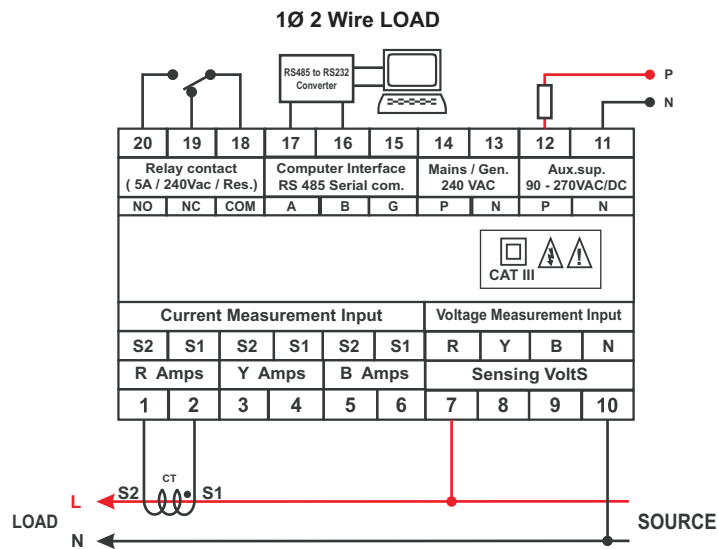 1Ø 2 Wire LOAD
RS485 to RS232
Converter
P
N
20 19 18 17 16 15 14 13 12 11
Relay contact
( 5A / 240Vac / Res.)
Computer Interface
RS 485 Serial com.
Mains / Gen.
240 VAC
Aux.sup.
90 - 270VAC/DC
NO NC COM A B G P N P N
CAT III
Current Measurement Input Voltage Measurement Input
S2 S1 S2 S1 S2 S1 R Y B N
R Amps Y Amps B Amps Sensing VoltS
1 2 3 4 5 6 7 8 9 10
CT
S2 S1
L
LOAD SOURCE
N